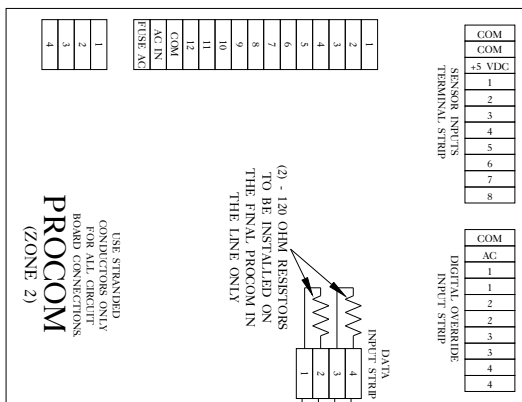 4
3
2
1
FUSE AC
AC IN
COM
12
11
10
9
8
7
6
5
4
3
2
1
COM
COM
+5 VDC
1
2
3
4
5
6
7
8
SENSOR INPUTS
TERMINAL STRIP
COM
AC
1
1
2
2
3
3
4
4
DIGITAL OVERRIDE
INPUT STRIP
(2) - 120 OHM RESISTORS
TO BE INSTALLED ON
THE FINAL PROCOM IN
THE LINE ONLY
DATA
INPUT STRIP
1
2
3
4
USE STRANDED
CONDUCTORS ONLY
FOR ALL CIRCUIT
BOARD CONNECTIONS.
PROCOM
(ZONE 2)